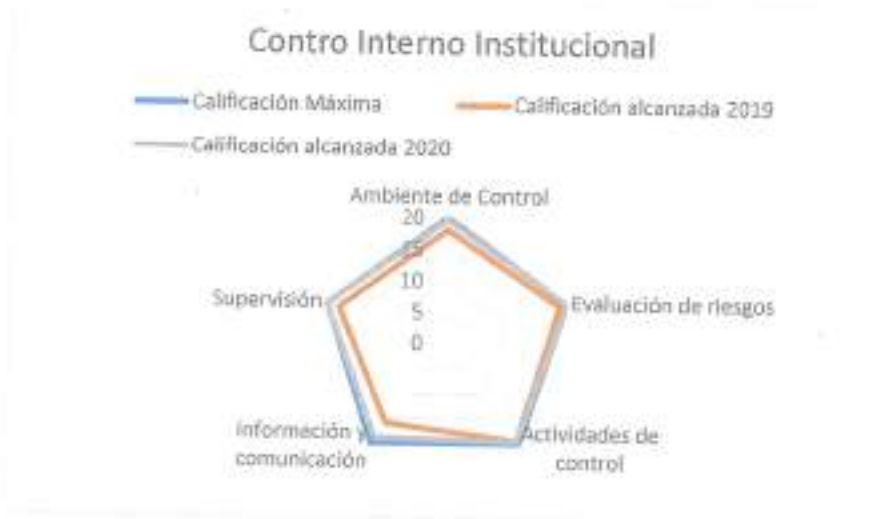 Contro Interno Institucional
Calificación Máxima
Calificación alcanzada 2019
Calificación alcanzada 2020
Ambiente de Control
20
15
10
5
0
Supervisión
Evaluación de riesgos
Información y
comunicación
Actividades de
control